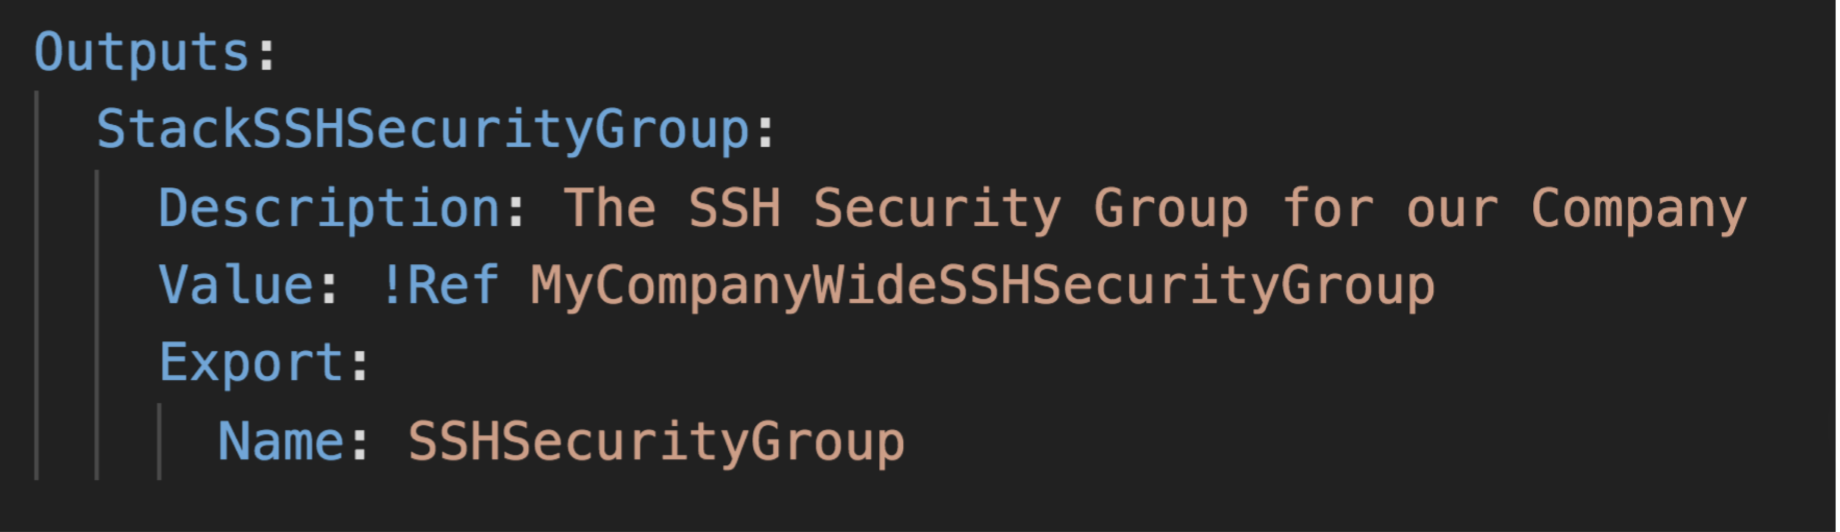 Outputs:
StackSSHSecurityGroup:
Description: The SSH Security Group for our Company
Value: !Ref MyCompanyWideSSHSecurityGroup
Export:
Name: SSHSecurityGroup